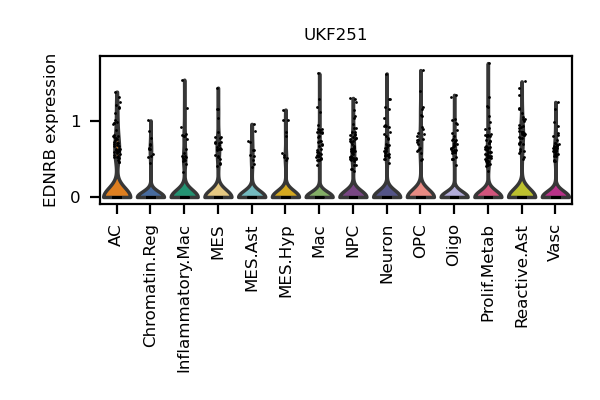 UKF251
EDNRB expression
1
0
AC
Chromatin.Reg
Inflammatory.Mac
MES
MES.Ast
MES.Hyp
Mac
NPC
Neuron
OPC
Oligo
Prolif.Metab
Reactive.Ast
Vasc